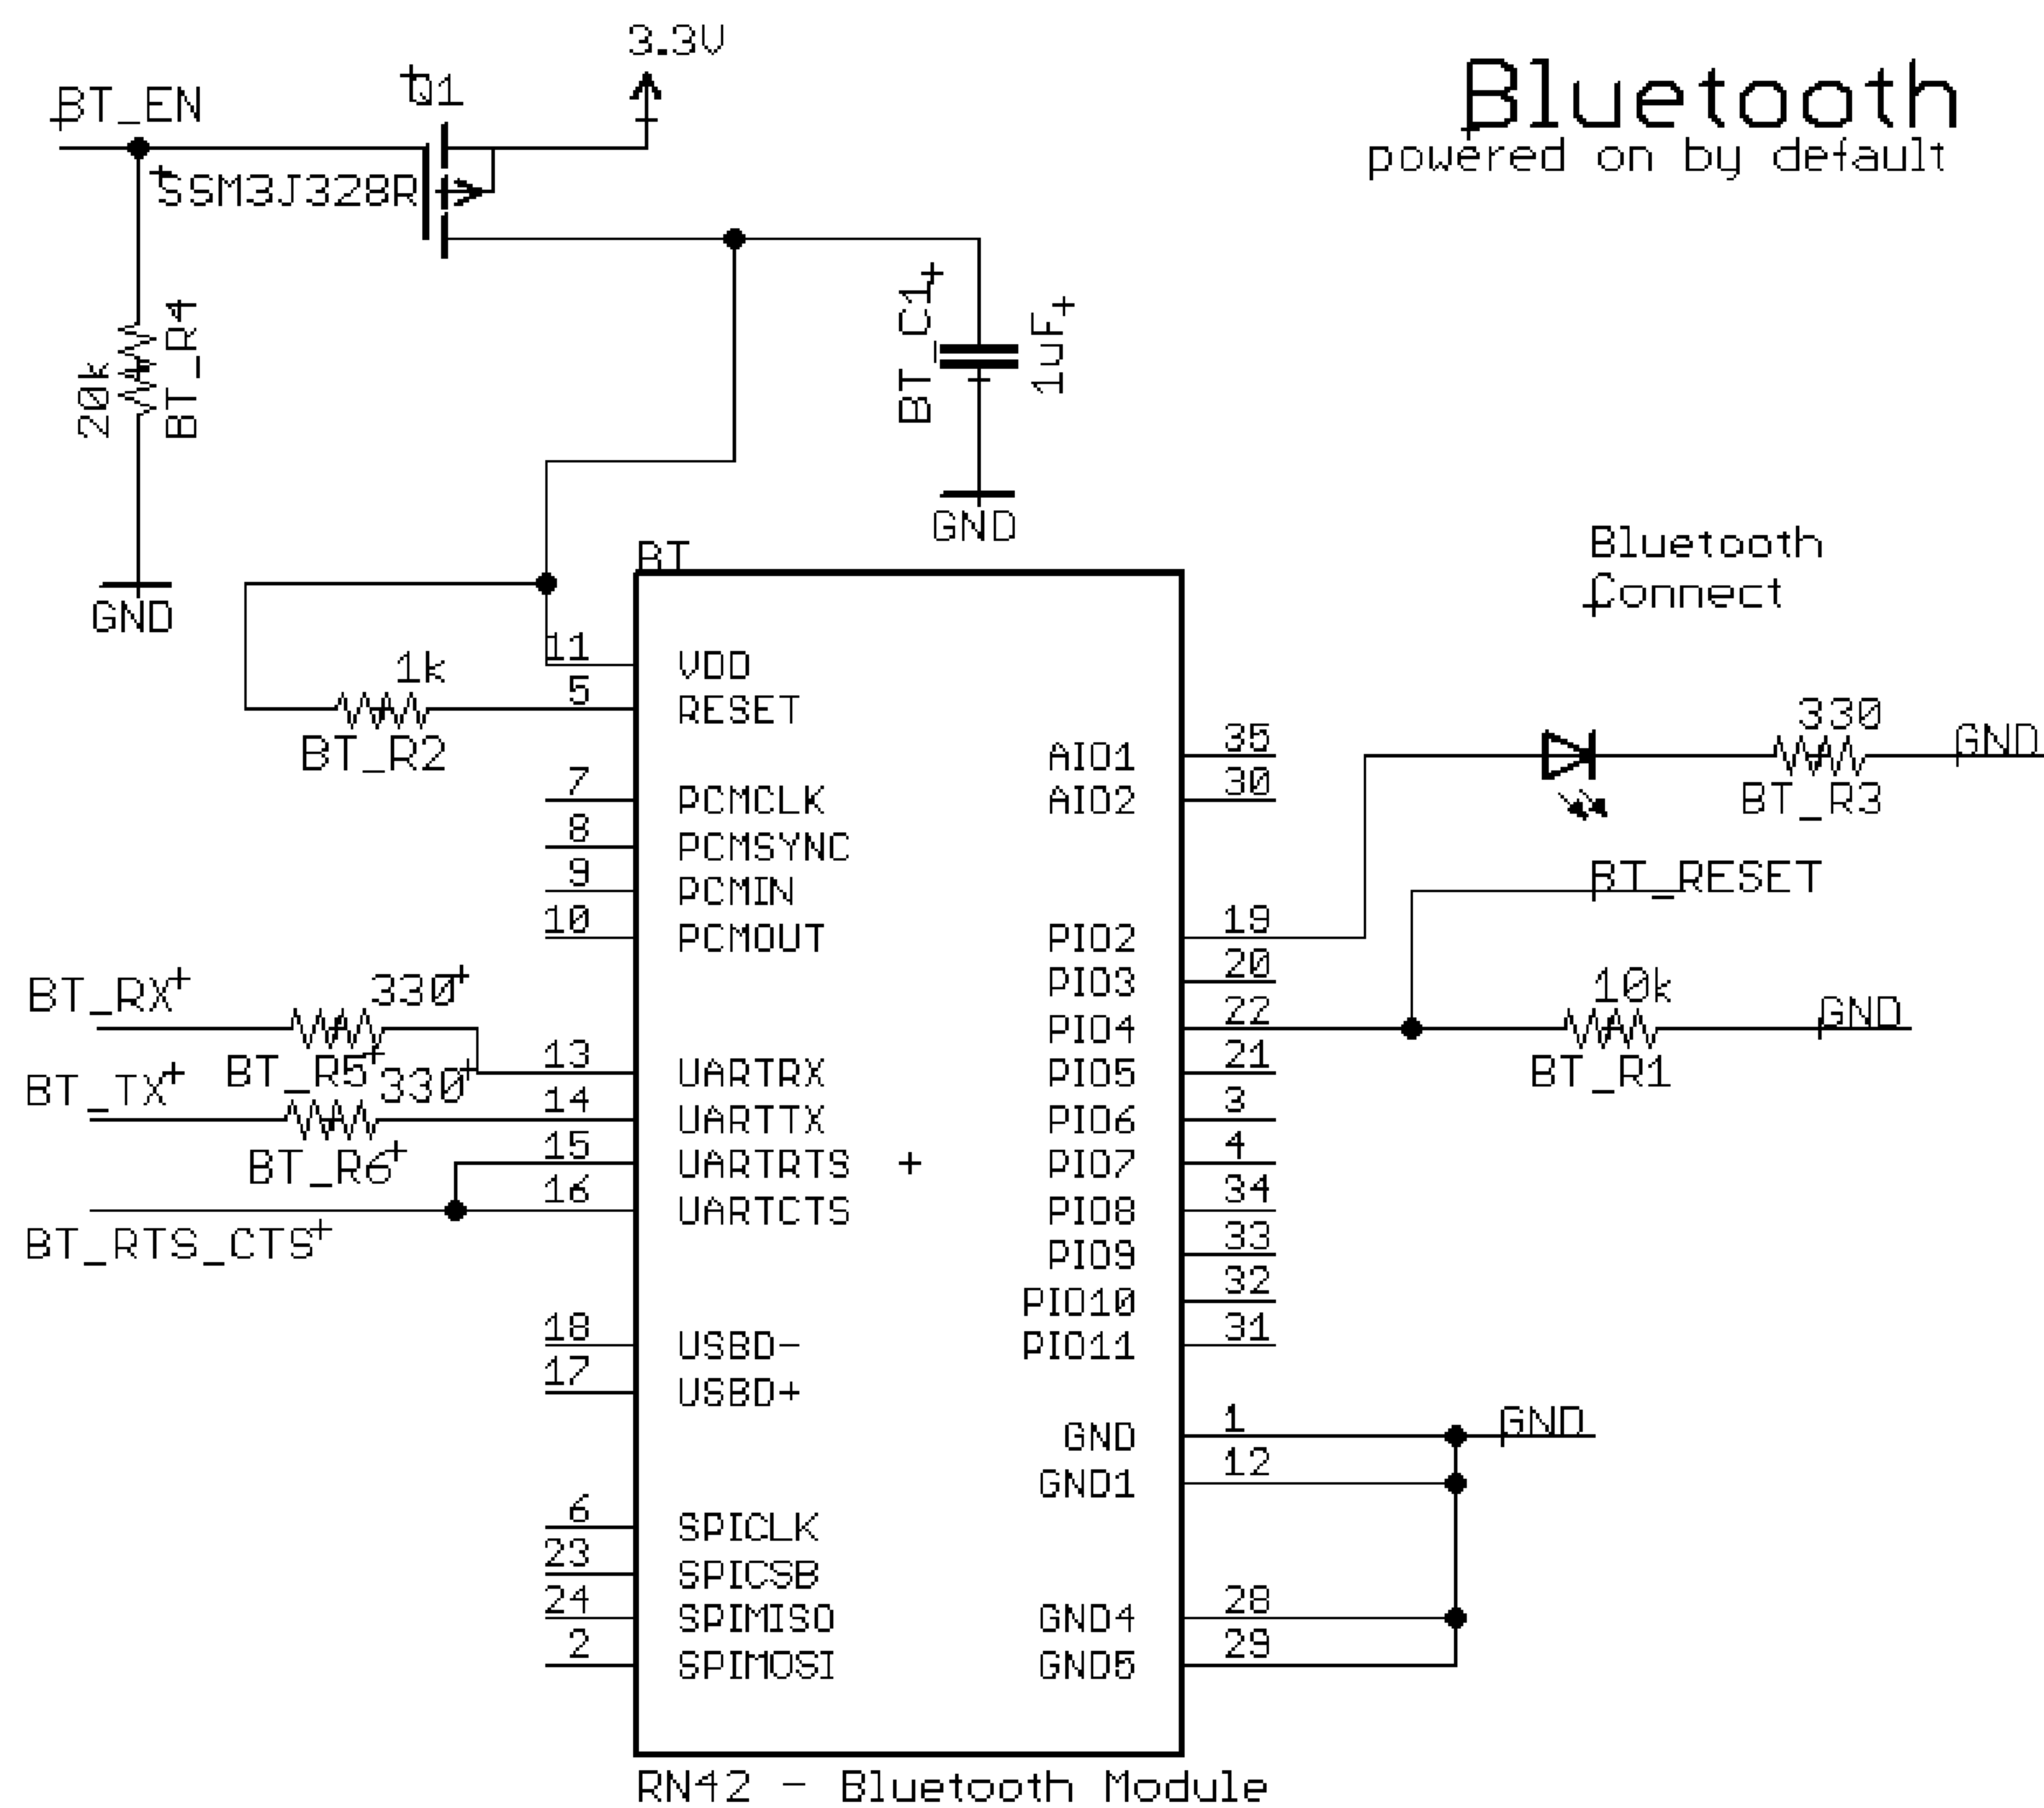 3.3V
Bluetooth
powered on by default
BT_EN
Q1
SSM3J328R
20k
BT_R4
BT_C1
1uF
GND
GND
BT
Bluetooth
Connect
1k
BT_R2
11 VDD
5 RESET
7 PCMCLK
8 PCMSYNC
9 PCMIN
10 PCMOUT
BT_RX
330
BT_R5
BT_TX
330
BT_R6
BT_RTS_CTS
13 UARTRX
14 UARTTX
15 UARTRTS
16 UARTCTS
18 USBD-
17 USBD+
6 SPICLK
23 SPICSB
24 SPIMISO
2 SPIMOSI
AIO1 35
AIO2 30
PIO2 19
PIO3 20
PIO4 22
PIO5 21
PIO6 3
PIO7 4
PIO8 34
PIO9 33
PIO10 32
PIO11 31
GND 1
GND1 12
GND4 28
GND5 29
330
BT_R3
GND
BT_RESET
10k
BT_R1
GND
GND
RN42 - Bluetooth Module